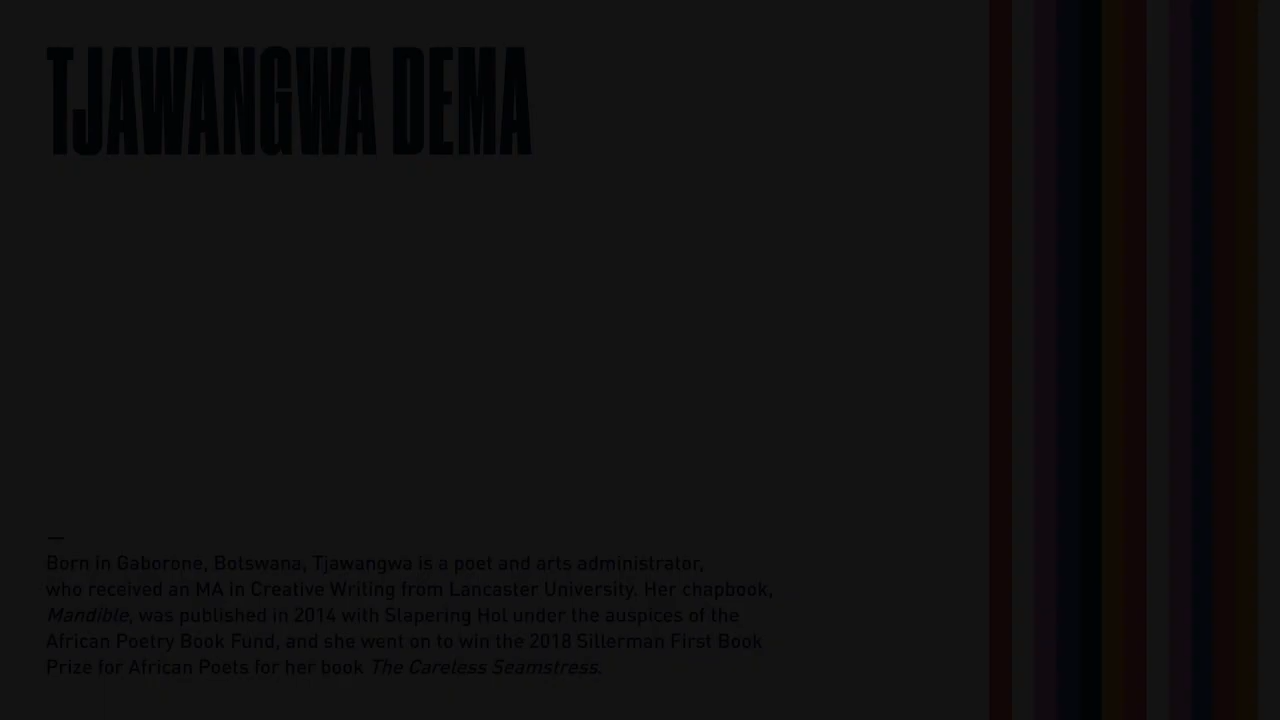 TJAWANGWA DEMA
—
Born in Gaborone, Botswana, Tjawangwa is a poet and arts administrator,
who received an MA in Creative Writing from Lancaster University. Her chapbook,
Mandible, was published in 2014 with Slapering Hol under the auspices of the
African Poetry Book Fund, and she went on to win the 2018 Sillerman First Book
Prize for African Poets for her book The Careless Seamstress.